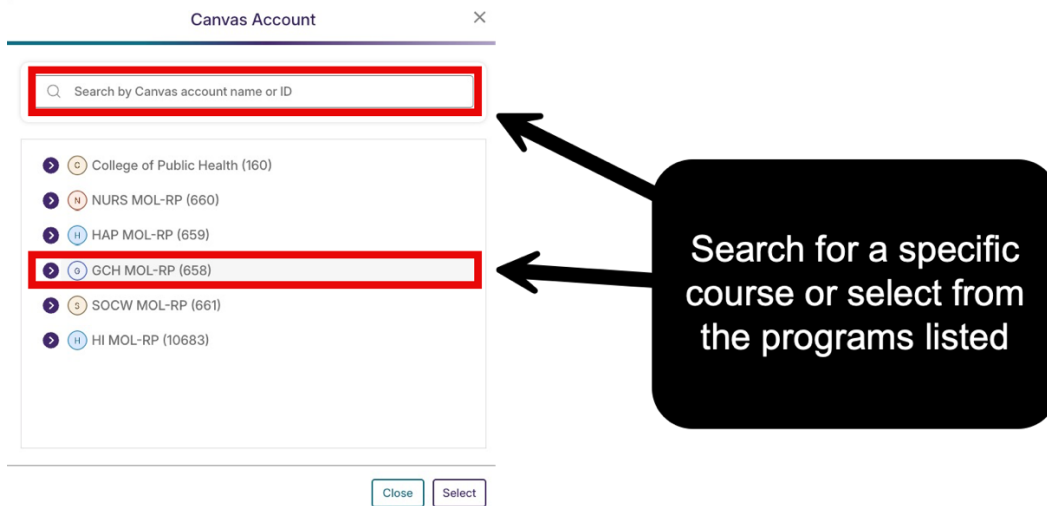 Canvas Account
Search by Canvas account name or ID
C College of Public Health (160)
N NURS MOL-RP (660)
H HAP MOL-RP (659)
G GCH MOL-RP (658)
S SOCW MOL-RP (661)
H HI MOL-RP (10683)
Close Select
Search for a specific
course or select from
the programs listed